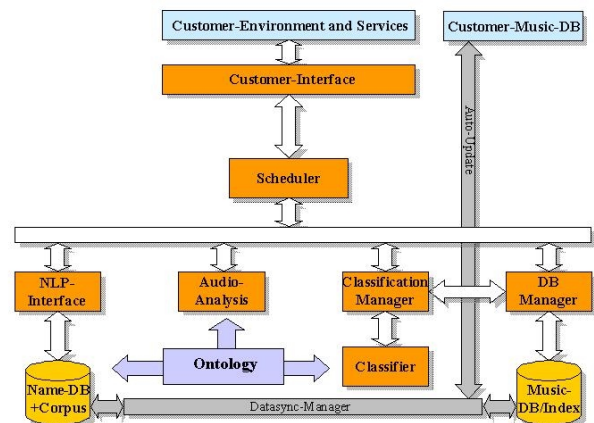 Customer-Environment and Services
Customer-Music-DB
Customer-Interface
Auto-Update
Scheduler
NLP-
Interface
Audio-
Analysis
Classification
Manager
DB
Manager
Ontology
Classifier
Name-DB
+Corpus
Music-
DB/Index
Datasync-Manager